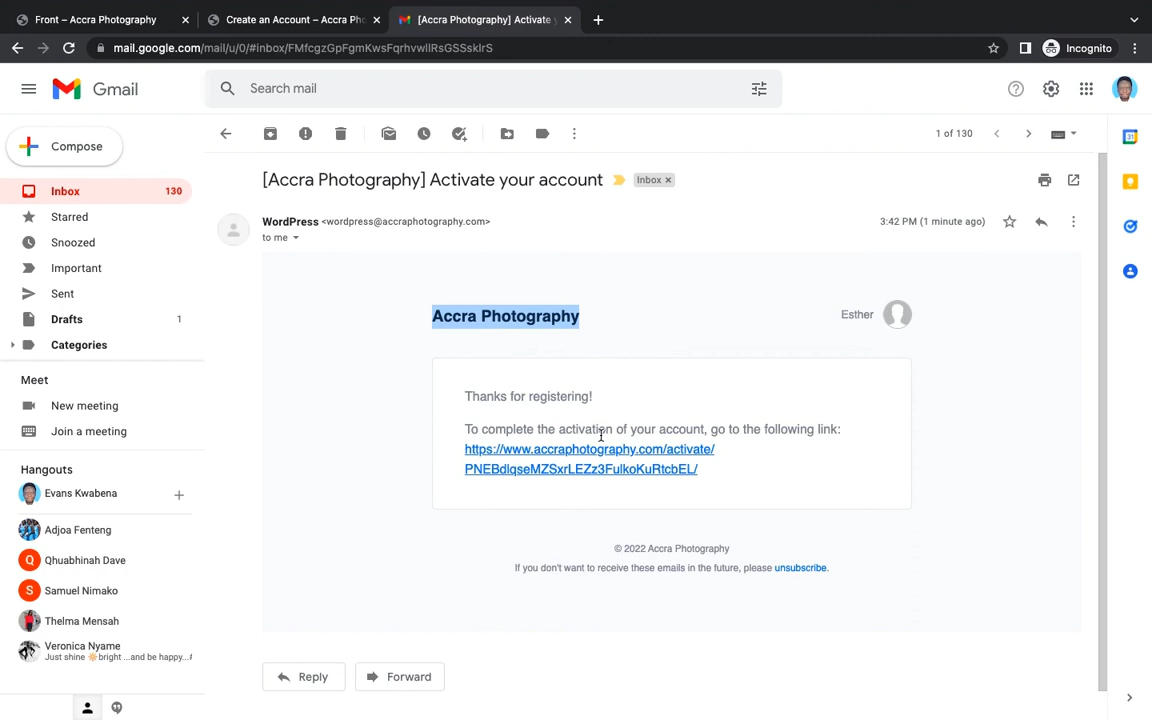 Front – Accra Photography
Create an Account – Accra Pho
[Accra Photography] Activate y
mail.google.com/mail/u/0/#inbox/FMfcgzGpFgmKwsFqrhvwllRsGSSsklrS
Incognito
Gmail
Search mail
Compose
1 of 130
Inbox 130
Starred
Snoozed
Important
Sent
Drafts 1
Categories
Meet
New meeting
Join a meeting
Hangouts
Evans Kwabena
Adjoa Fenteng
Q Qhuabhinah Dave
S Samuel Nimako
Thelma Mensah
Veronica Nyame
Just shine ☀bright ...and be happy...
[Accra Photography] Activate your account
Inbox
WordPress <wordpress@accraphotography.com>
3:42 PM (1 minute ago)
to me
Accra Photography
Esther
Thanks for registering!
To complete the activation of your account, go to the following link:
https://www.accraphotography.com/activate/
PNEBdlqseMZSxrLEZz3FulkoKuRtcbEL/
© 2022 Accra Photography
If you don't want to receive these emails in the future, please unsubscribe.
Reply
Forward
31